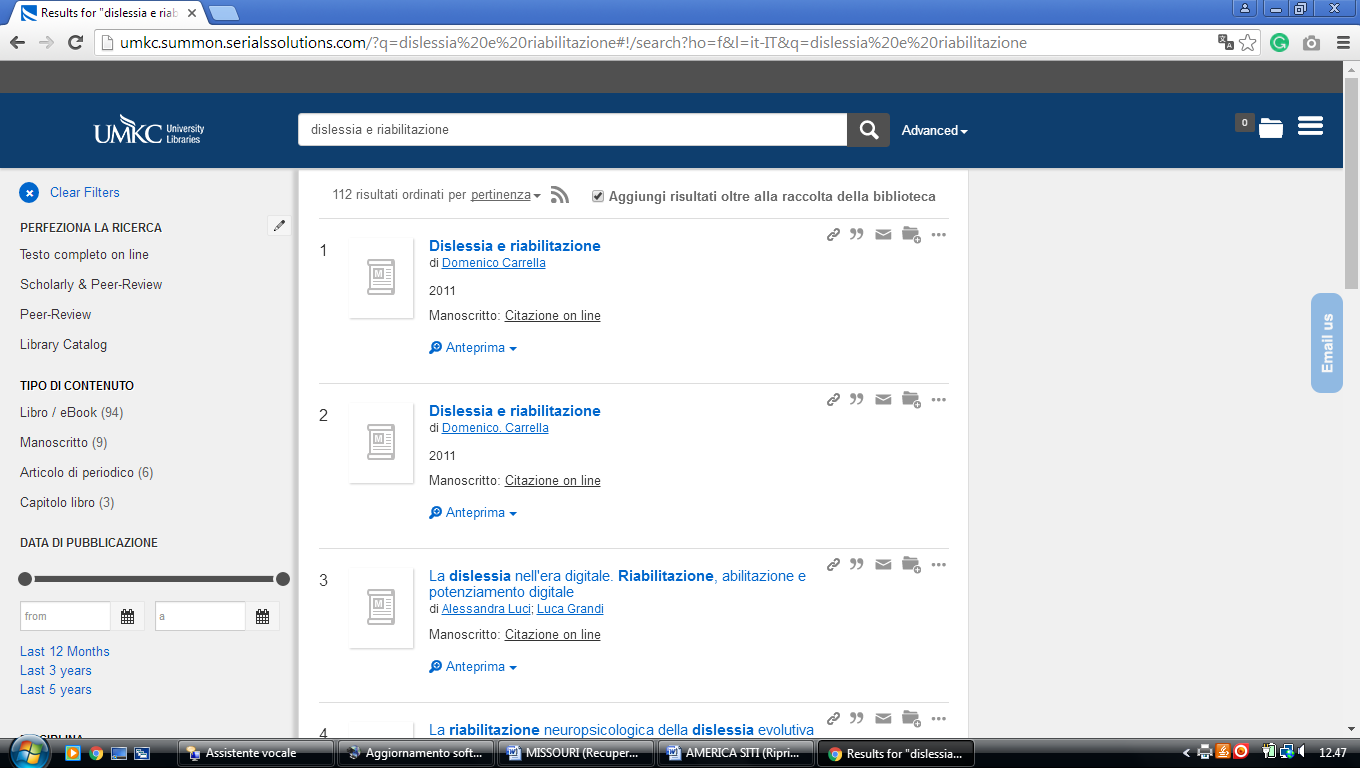 Results for "dislessia e riab
umkc.summon.serialssolutions.com/?q=dislessia%20e%20riabilitazione#!/search?ho=f&l=it-IT&q=dislessia%20e%20riabilitazione
UMKC University Libraries
dislessia e riabilitazione
Advanced
0
Clear Filters
PERFEZIONA LA RICERCA
Testo completo on line
Scholarly & Peer-Review
Peer-Review
Library Catalog
TIPO DI CONTENUTO
Libro / eBook (94)
Manoscritto (9)
Articolo di periodico (6)
Capitolo libro (3)
DATA DI PUBBLICAZIONE
from
a
Last 12 Months
Last 3 years
Last 5 years
112 risultati ordinati per pertinenza
Aggiungi risultati oltre alla raccolta della biblioteca
1
Dislessia e riabilitazione
di Domenico Carrella
2011
Manoscritto: Citazione on line
Anteprima
2
Dislessia e riabilitazione
di Domenico. Carrella
2011
Manoscritto: Citazione on line
Anteprima
3
La dislessia nell'era digitale. Riabilitazione, abilitazione e
potenziamento digitale
di Alessandra Luci; Luca Grandi
Manoscritto: Citazione on line
Anteprima
4
La riabilitazione neuropsicologica della dislessia evolutiva
Email us
Assistente vocale
Aggiornamento soft...
MISSOURI (Recuper...
AMERICA SITI (Ripri...
Results for "dislessia...
12.47